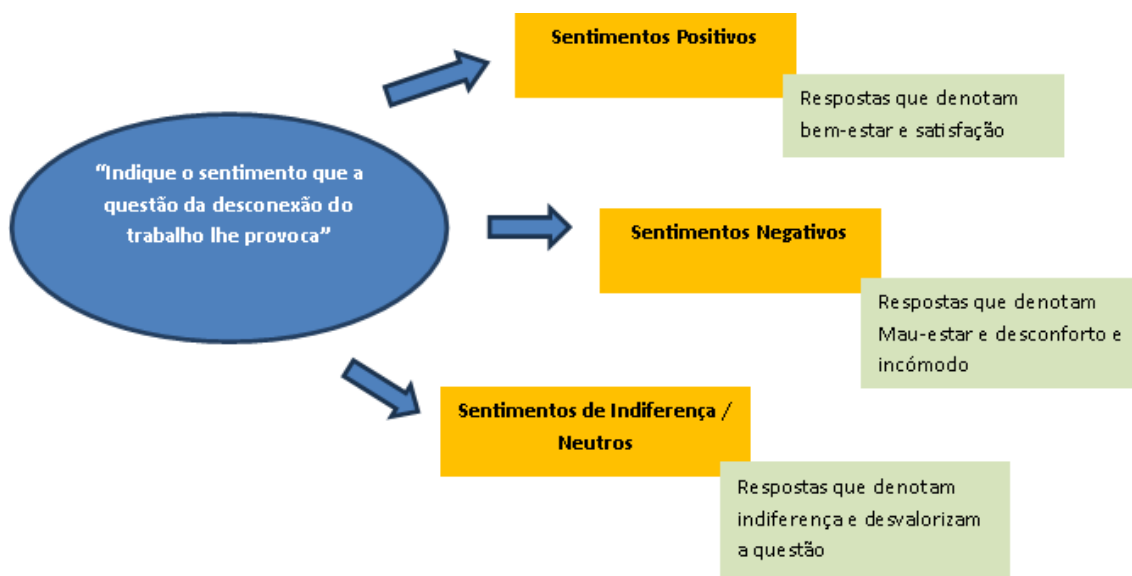 Sentimentos Positivos
Respostas que denotam
bem-estar e satisfação
“Indique o sentimento que a
questão da desconexão do
trabalho lhe provoca”
Sentimentos Negativos
Respostas que denotam
Mau-estar e desconforto e
incómodo
Sentimentos de Indiferença /
Neutros
Respostas que denotam
indiferença e desvalorizam
a questão